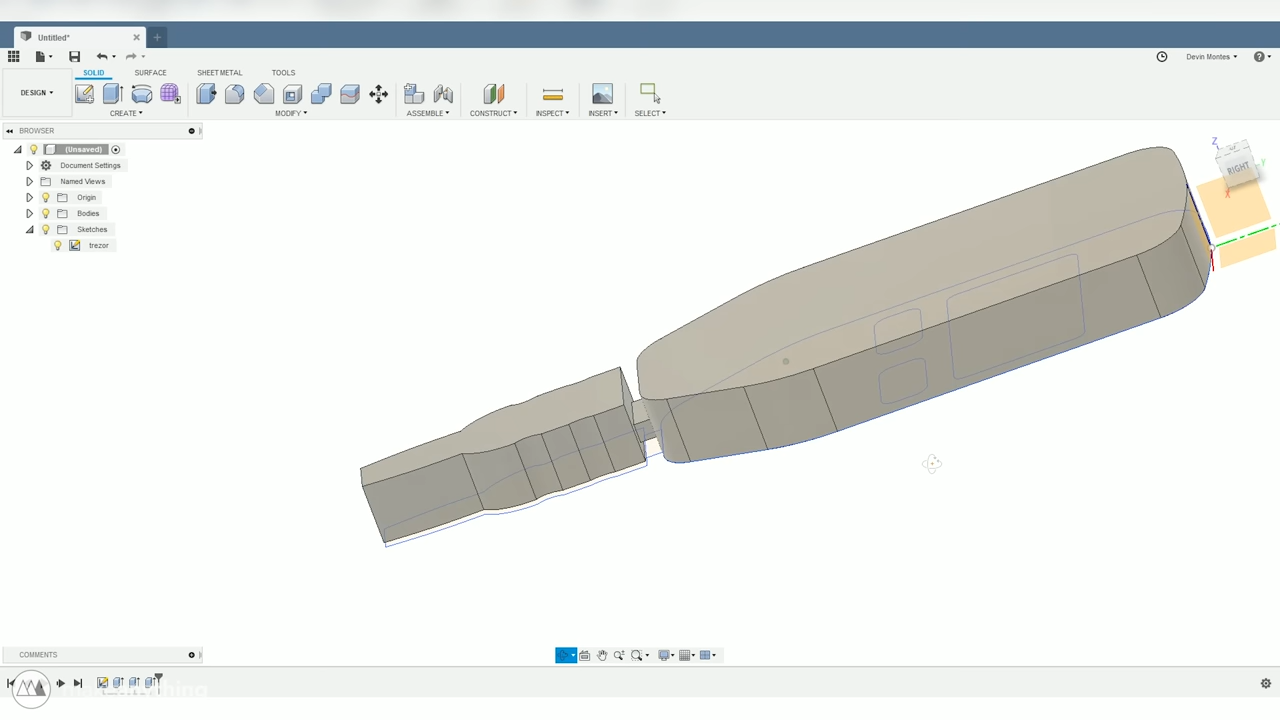 Untitled*
Devin Montes
SOLID SURFACE SHEET METAL TOOLS
DESIGN
CREATE MODIFY ASSEMBLE CONSTRUCT INSPECT INSERT SELECT
BROWSER
(Unsaved)
Document Settings
Named Views
Origin
Bodies
Sketches
trezor
Z
Y
X
RIGHT
COMMENTS